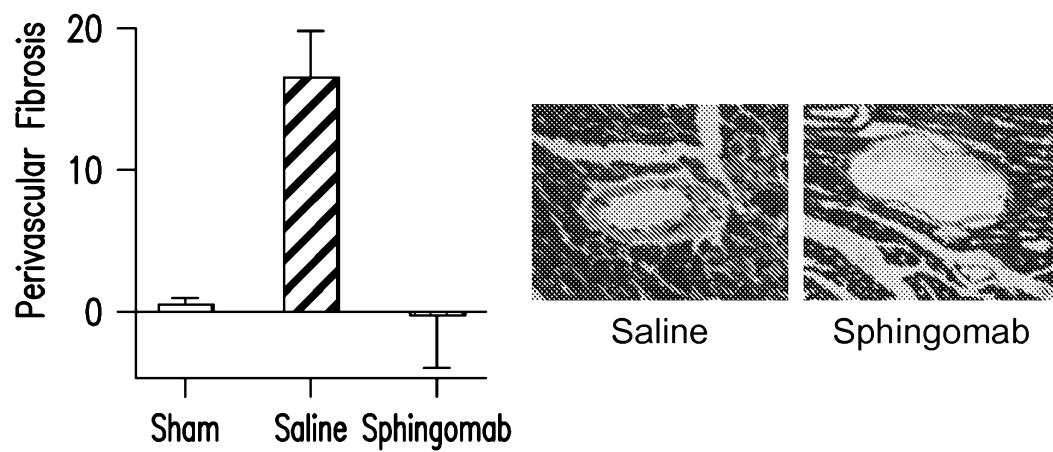 Perivascular Fibrosis
20
10
0
Sham Saline Sphingomab
Saline Sphingomab